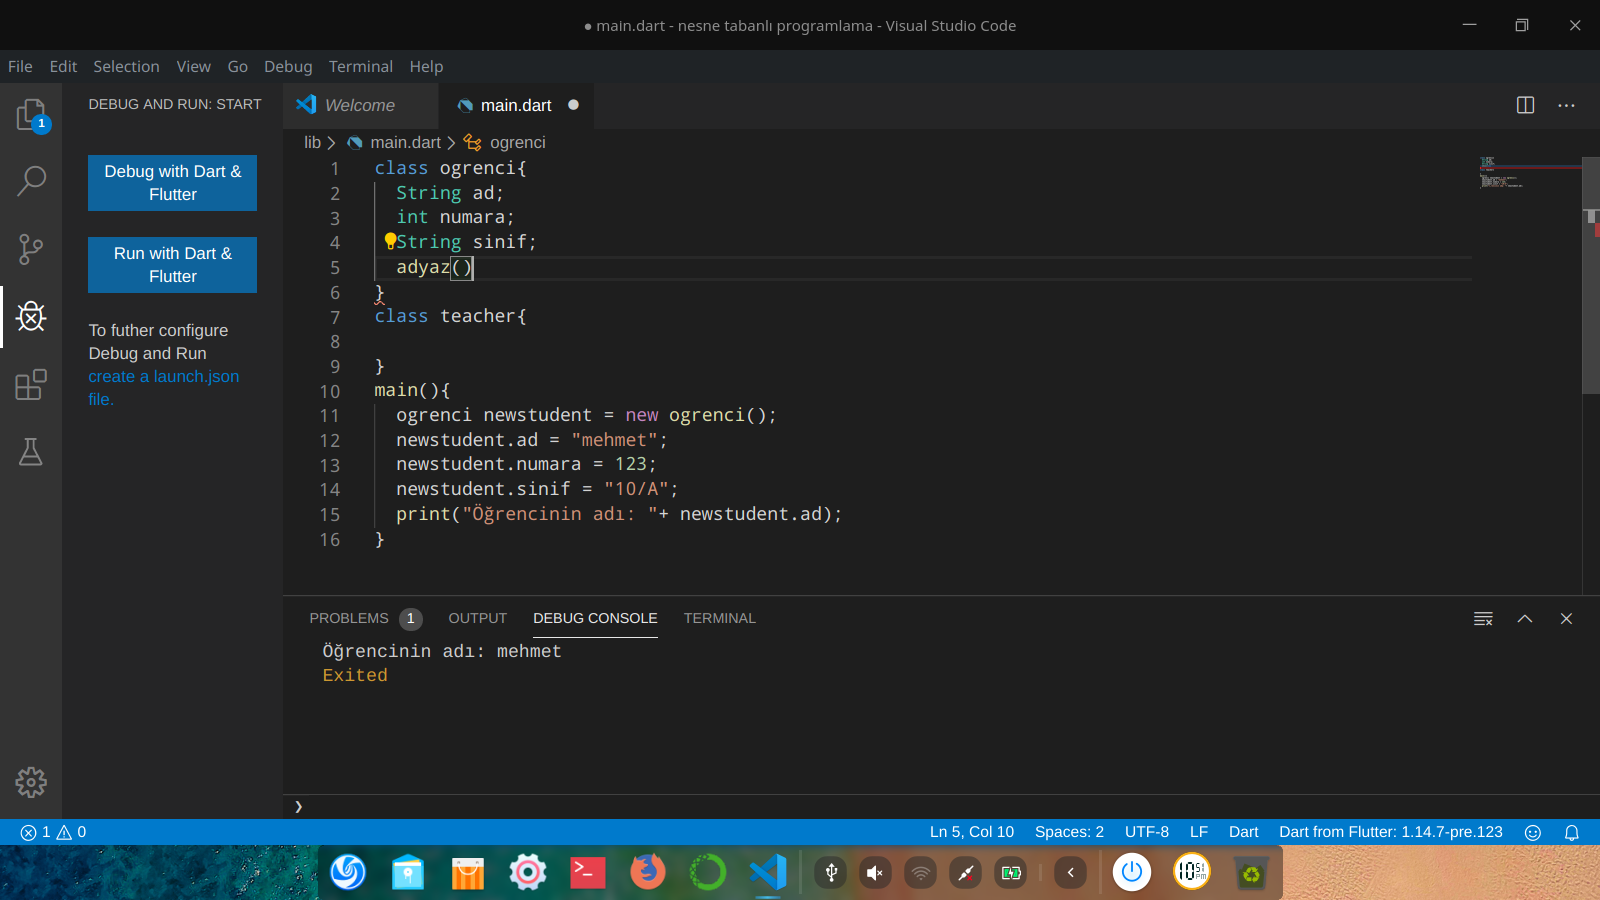 ● main.dart - nesne tabanlı programlama - Visual Studio Code
File Edit Selection View Go Debug Terminal Help
DEBUG AND RUN: START
Welcome
main.dart
lib main.dart ogrenci
1
Debug with Dart &
Flutter
Run with Dart &
Flutter
To futher configure
Debug and Run
create a launch.json
file.
1 class ogrenci{
2 String ad;
3 int numara;
4 String sinif;
5 adyaz()
6 }
7 class teacher{
8
9 }
10 main(){
11 ogrenci newstudent = new ogrenci();
12 newstudent.ad = "mehmet";
13 newstudent.numara = 123;
14 newstudent.sinif = "10/A";
15 print("Öğrencinin adı: "+ newstudent.ad);
16 }
PROBLEMS 1 OUTPUT DEBUG CONSOLE TERMINAL
Öğrencinin adı: mehmet
Exited
1 0 Ln 5, Col 10 Spaces: 2 UTF-8 LF Dart Dart from Flutter: 1.14.7-pre.123
10 51 PM